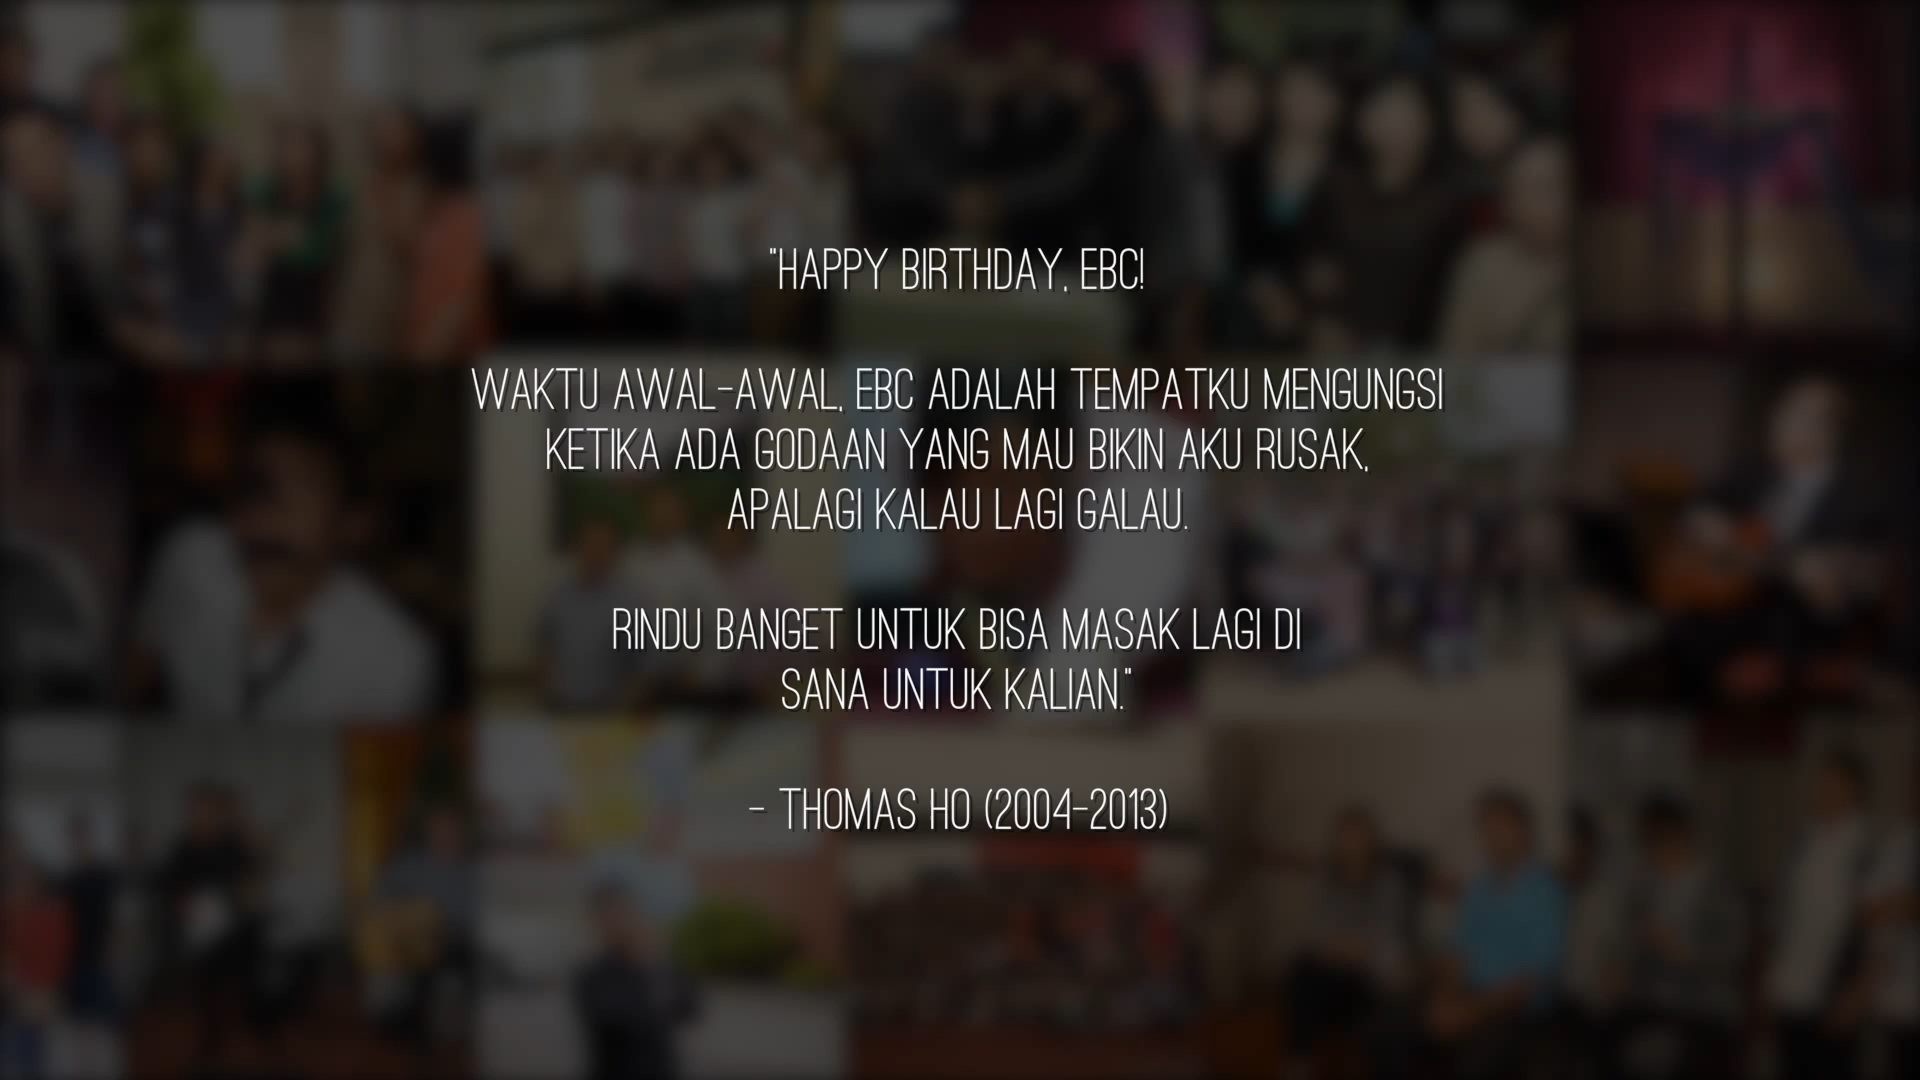 "HAPPY BIRTHDAY, EBC!
WAKTU AWAL-AWAL, EBC ADALAH TEMPATKU MENGUNGSI
KETIKA ADA GODAAN YANG MAU BIKIN AKU RUSAK,
APALAGI KALAU LAGI GALAU.
RINDU BANGET UNTUK BISA MASAK LAGI DI
SANA UNTUK KALIAN."
- THOMAS HO (2004-2013)